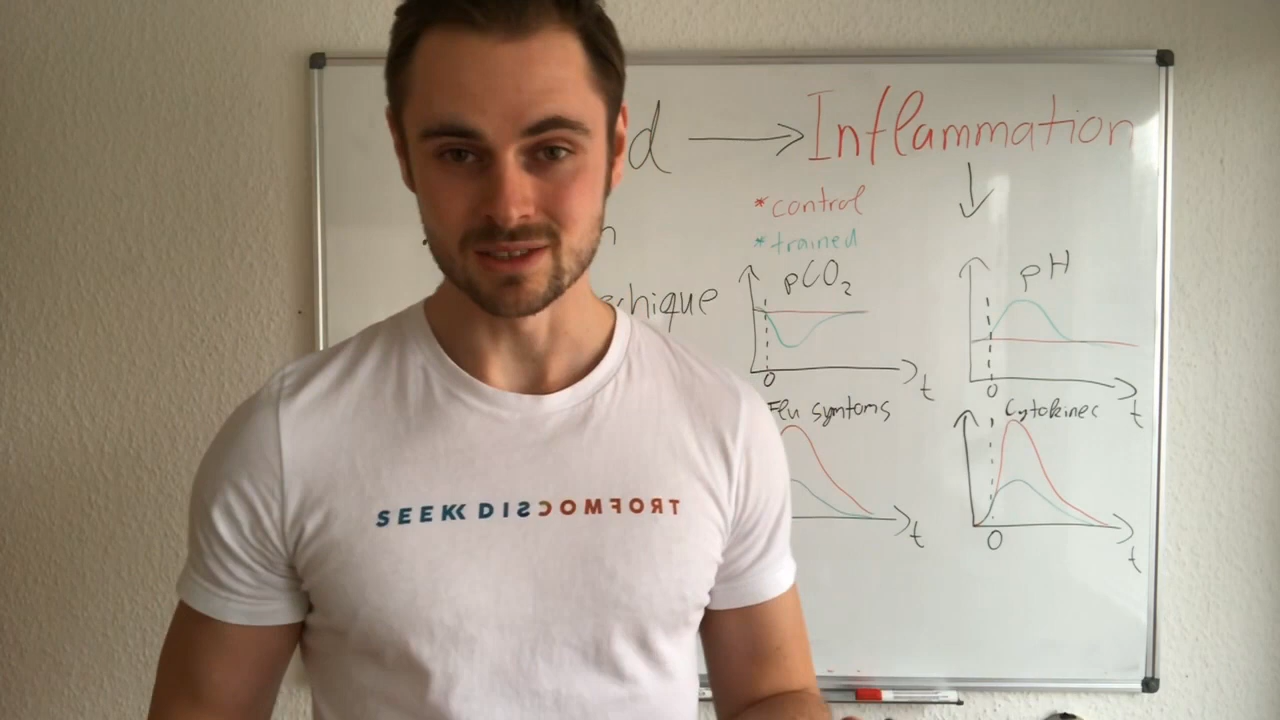 d → Inflammation
* control
* trained
pCO₂
pH
0
t
0
t
Flu symtoms
Cytokines
t
0
t
SEEK DISCOMFORT